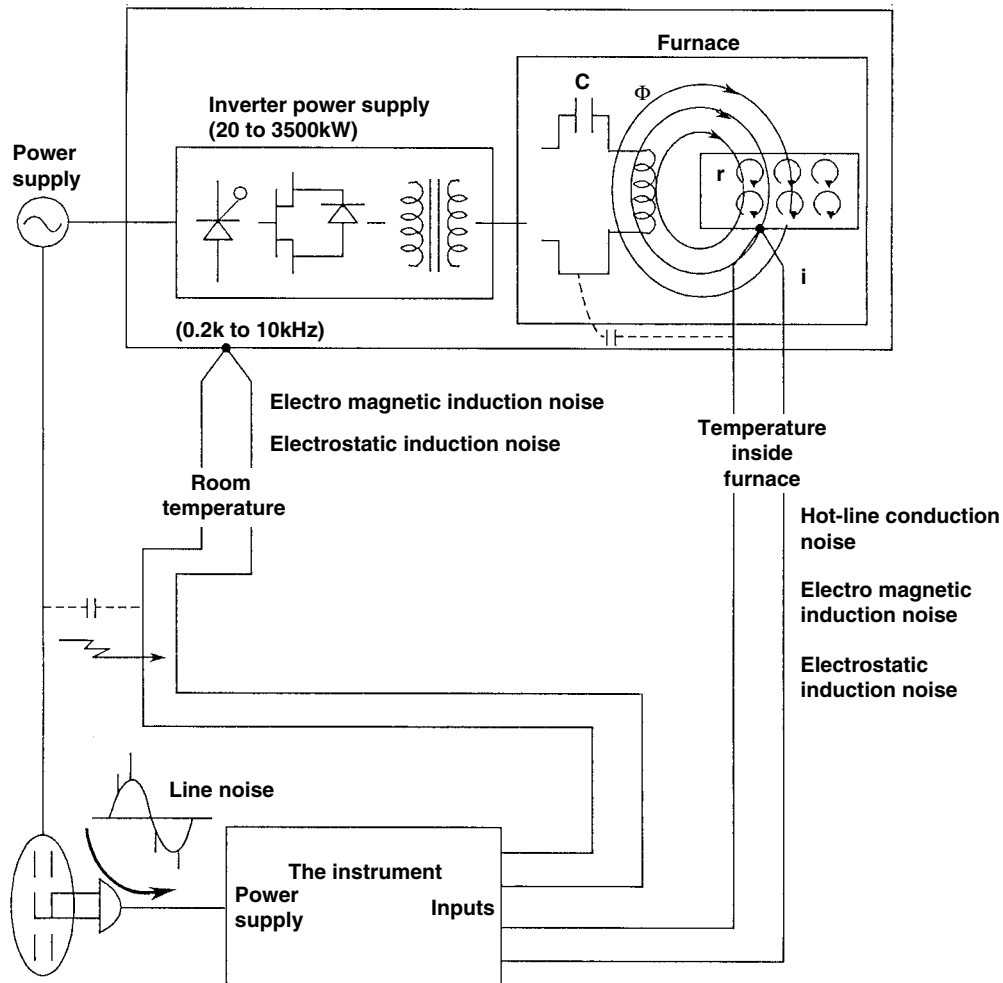 Furnace
C
Φ
Inverter power supply
(20 to 3500kW)
Power
supply
r
i
(0.2k to 10kHz)
Electro magnetic induction noise
Electrostatic induction noise
Room
temperature
Temperature
inside
furnace
Hot-line conduction
noise
Electro magnetic
induction noise
Electrostatic
induction noise
Line noise
The instrument
Power
supply
Inputs